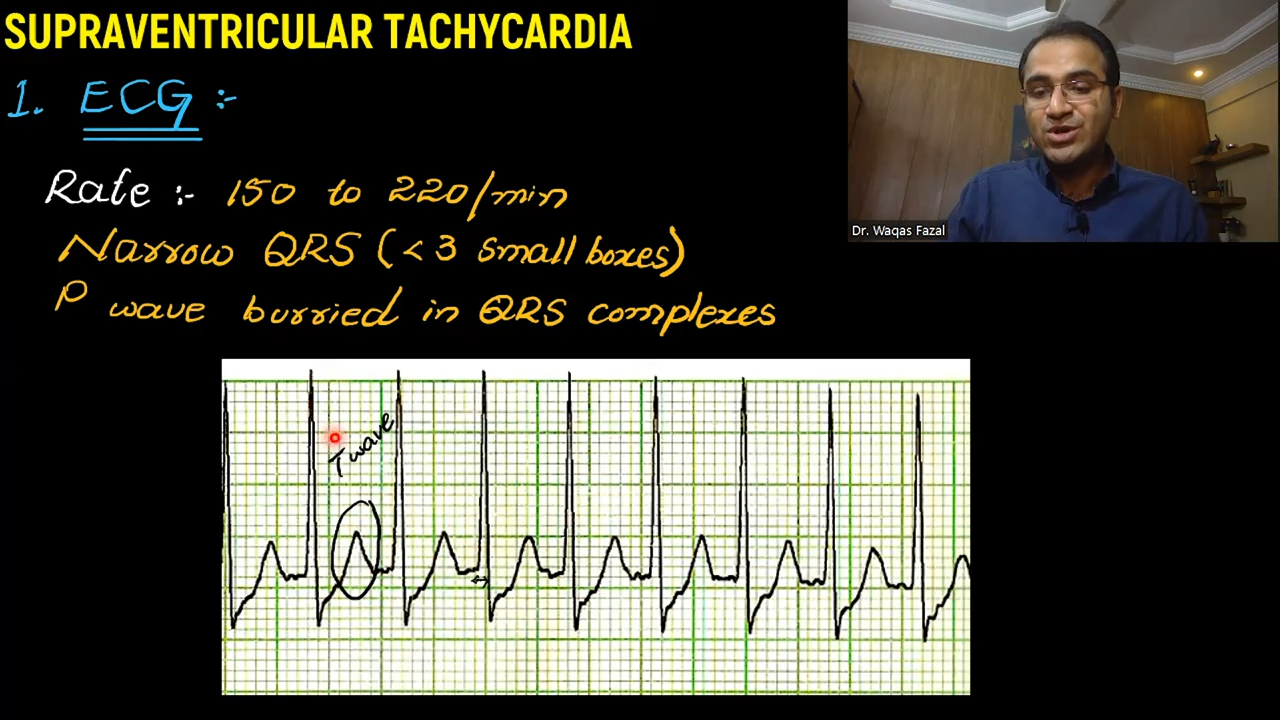 SUPRAVENTRICULAR TACHYCARDIA
1. ECG :-
Rate :- 150 to 220/min
Narrow QRS (< 3 small boxes)
P wave burried in QRS complexes
T wave
Dr. Waqas Fazal